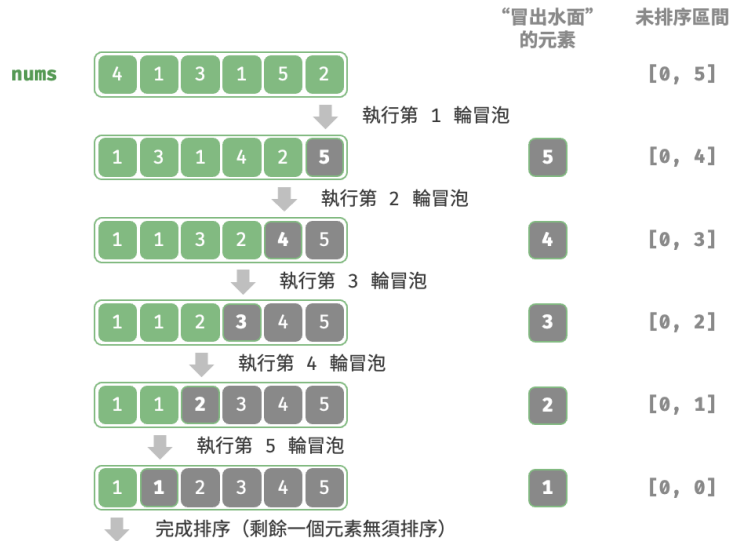 “冒出水面” 未排序區間
的元素
nums 4 1 3 1 5 2 [0, 5]
執行第 1 輪冒泡
1 3 1 4 2 5 5 [0, 4]
執行第 2 輪冒泡
1 1 3 2 4 5 4 [0, 3]
執行第 3 輪冒泡
1 1 2 3 4 5 3 [0, 2]
執行第 4 輪冒泡
1 1 2 3 4 5 2 [0, 1]
執行第 5 輪冒泡
1 1 2 3 4 5 1 [0, 0]
完成排序（剩餘一個元素無須排序）